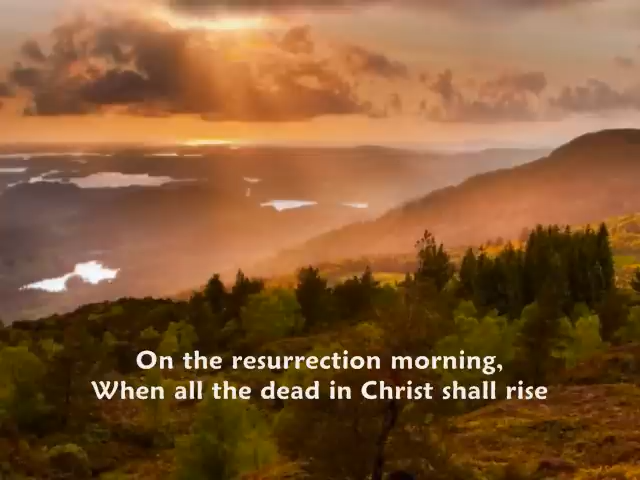 On the resurrection morning,
When all the dead in Christ shall rise